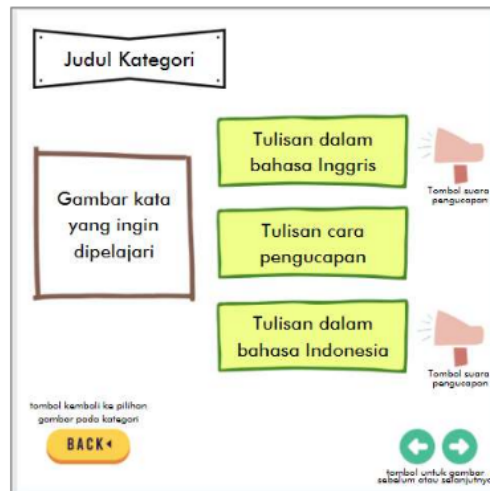 Judul Kategori
Gambar kata
yang ingin
dipelajari
Tulisan dalam
bahasa Inggris
Tombol suara
pengucapan
Tulisan cara
pengucapan
Tulisan dalam
bahasa Indonesia
Tombol suara
pengucapan
tombol kembali ke pilihan
gambar pada kategori
BACK
tombol untuk gambar
sebelum atau selanjutnya